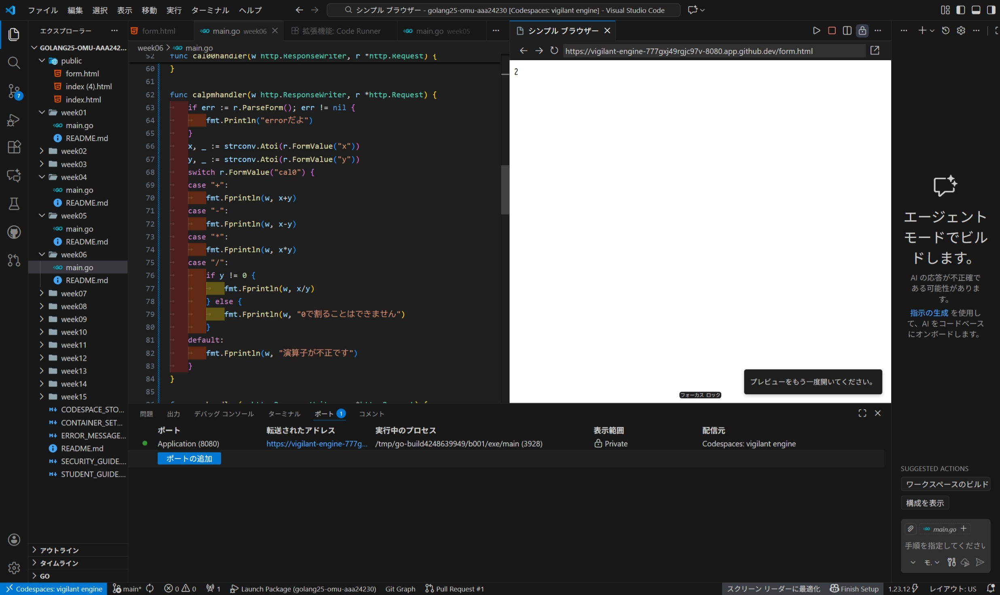 ファイル 編集 選択 表示 移動 実行 ターミナル ヘルプ
シンプル ブラウザー - golang25-omu-aaa24230 [Codespaces: vigilant engine] - Visual Studio Code
エクスプローラー
GOLANG25-OMU-AAA242...
public
form.html
index (4).html
index.html
week01
main.go
README.md
week02
week03
week04
main.go
README.md
week05
main.go
README.md
week06
main.go
README.md
week07
week08
week09
week10
week11
week12
week13
week14
week15
CODESPACE_STO...
CONTAINER_SET...
ERROR_MESSAGE...
README.md
SECURITY_GUIDE....
STUDENT_GUIDE....
アウトライン
タイムライン
GO
7
form.html
main.go week06
拡張機能: Code Runner
main.go week05
week06 > main.go
52 func cal00handler(w http.ResponseWriter, r *http.Request) {
60 }
61
62 func calpmhandler(w http.ResponseWriter, r *http.Request) {
63 if err := r.ParseForm(); err != nil {
64 fmt.Println("errorだよ")
65 }
66 x, _ := strconv.Atoi(r.FormValue("x"))
67 y, _ := strconv.Atoi(r.FormValue("y"))
68 switch r.FormValue("cal0") {
69 case "+":
70 fmt.Fprintln(w, x+y)
71 case "-":
72 fmt.Fprintln(w, x-y)
73 case "*":
74 fmt.Fprintln(w, x*y)
75 case "/":
76 if y != 0 {
77 fmt.Fprintln(w, x/y)
78 } else {
79 fmt.Fprintln(w, "0で割ることはできません")
80 }
81 default:
82 fmt.Fprintln(w, "演算子が不正です")
83 }
84 }
85
シンプル ブラウザー
https://vigilant-engine-777gxj49rgjc97v-8080.app.github.dev/form.html
2
プレビューをもう一度開いてください。
フォーカス ロック
問題 出力 デバッグ コンソール ターミナル ポート 1 コメント
ポート 転送されたアドレス 実行中のプロセス 表示範囲 配信元
Application (8080) https://vigilant-engine-777g... /tmp/go-build4248639949/b001/exe/main (3928) Private Codespaces: vigilant engine
ポートの追加
エージェント
モードでビル
ドします。
AI の応答が不正確で
ある可能性がありま
す。
指示の生成 を使用し
て、AI をコードベース
にオンボードします。
SUGGESTED ACTIONS
ワークスペースのビルド
構成を表示
main.go
手順を指定してください
モ.
Codespaces: vigilant engine main* 0 0 1 Launch Package (golang25-omu-aaa24230) Git Graph Pull Request #1 スクリーン リーダーに最適化 Finish Setup 1.23.12 レイアウト: US